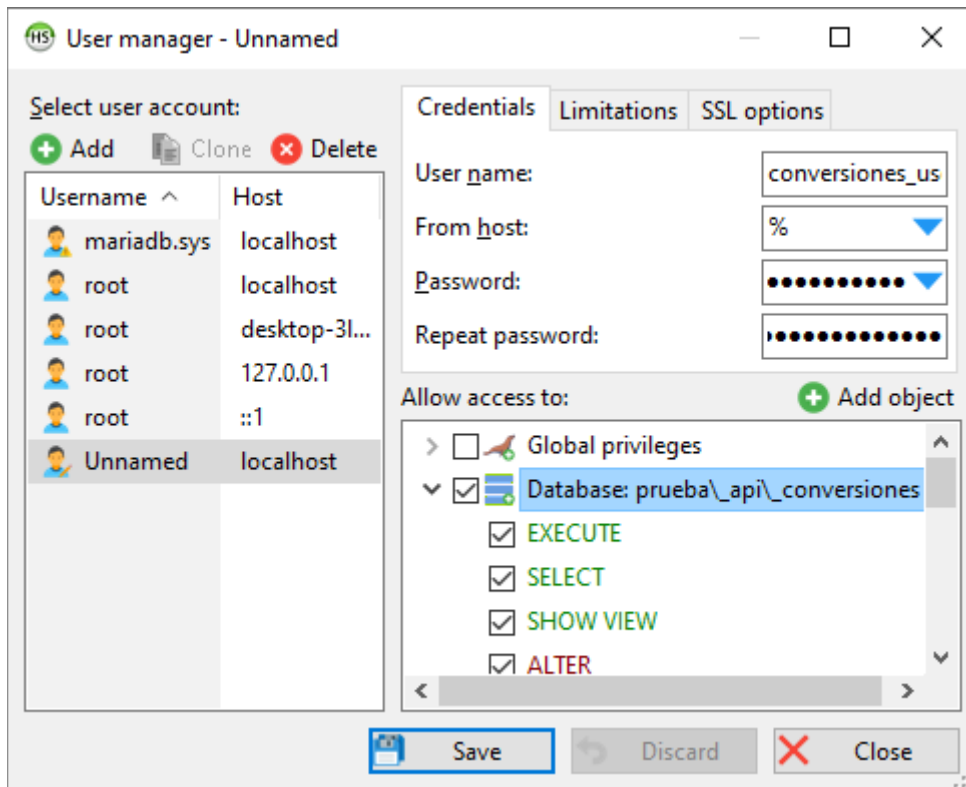 HS User manager - Unnamed
Select user account:
Add Clone Delete
Username Host
mariadb.sys localhost
root localhost
root desktop-3l...
root 127.0.0.1
root ::1
Unnamed localhost
Credentials Limitations SSL options
User name: conversiones_us
From host: %
Password: ●●●●●●●●●●
Repeat password: ●●●●●●●●●●●●●
Allow access to: Add object
Global privileges
Database: prueba\_api\_conversiones
EXECUTE
SELECT
SHOW VIEW
ALTER
Save Discard Close